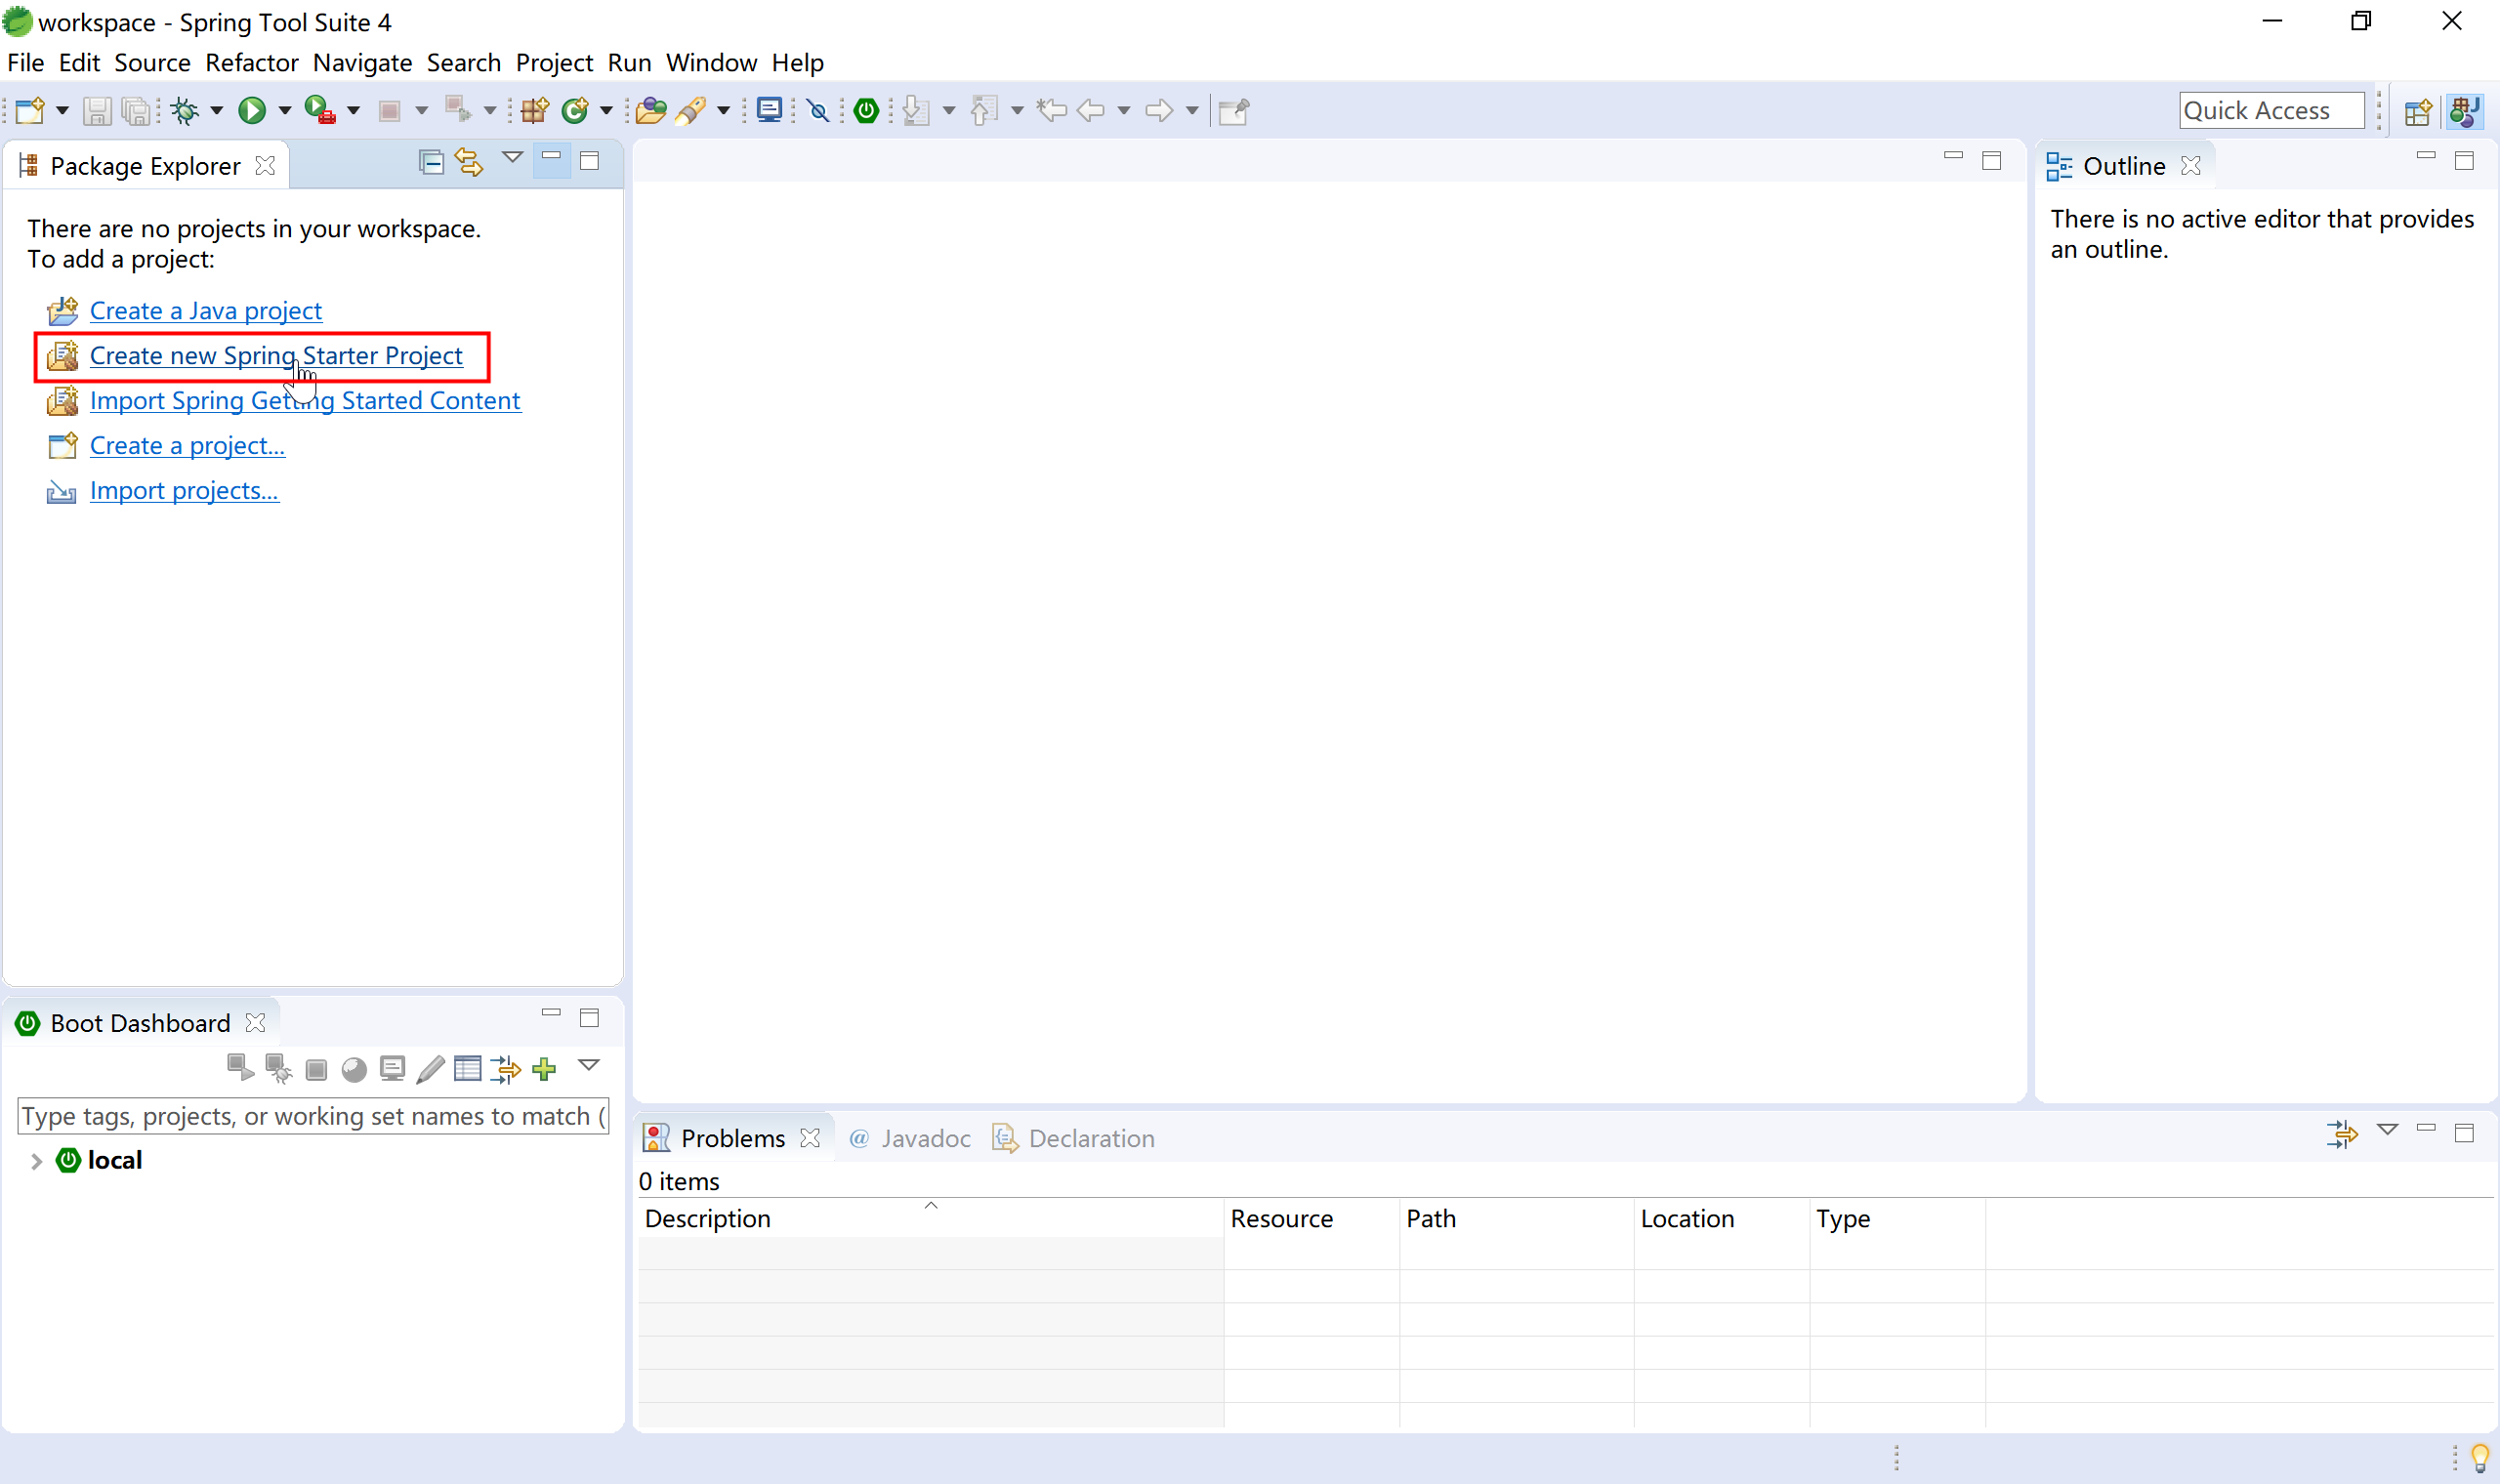 workspace - Spring Tool Suite 4
File Edit Source Refactor Navigate Search Project Run Window Help
Quick Access
Package Explorer
There are no projects in your workspace.
To add a project:
Create a Java project
Create new Spring Starter Project
Import Spring Getting Started Content
Create a project...
Import projects...
Outline
There is no active editor that provides
an outline.
Boot Dashboard
Type tags, projects, or working set names to match (
local
Problems @ Javadoc Declaration
0 items
Description Resource Path Location Type